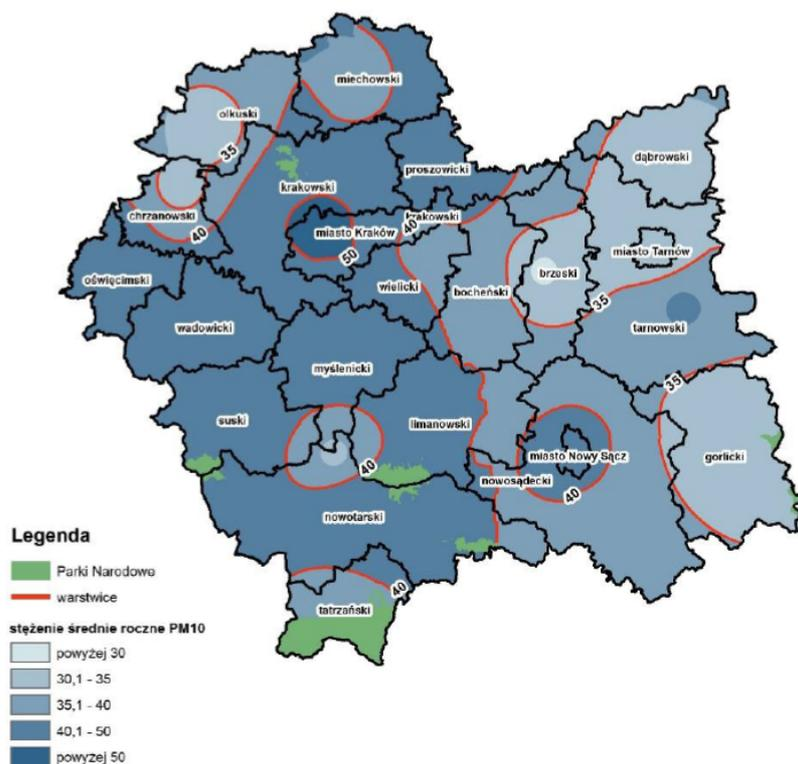 miechowski
olkuski
35
dąbrowski
proszowicki
krakowski
chrzanowski
40
miasto Kraków
krakowski
40
50
miasto Tarnów
oświęcimski
wielicki
bocheński
brzeski
35
tarnowski
wadowicki
myślenicki
35
suski
limanowski
40
miasto Nowy Sącz
gorlicki
nowosądecki
40
nowotarski
tatrzański
40
Legenda
Parki Narodowe
warstwice
stężenie średnie roczne PM10
powyżej 30
30,1 - 35
35,1 - 40
40,1 - 50
powyżej 50